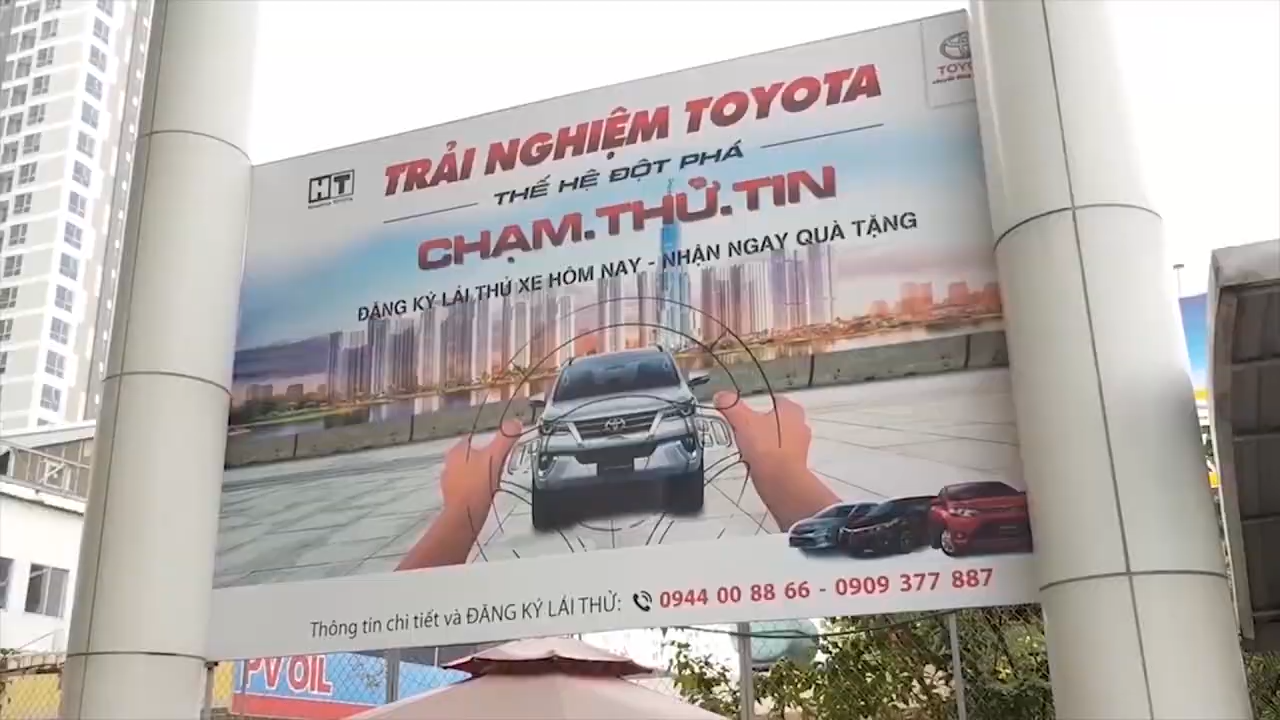 HT
TRẢI NGHIỆM TOYOTA
THẾ HỆ ĐỘT PHÁ
CHẠM.THỬ.TIN
ĐĂNG KÝ LÁI THỬ XE HÔM NAY - NHẬN NGAY QUÀ TẶNG
Thông tin chi tiết và ĐĂNG KÝ LÁI THỬ: 0944 00 88 66 - 0909 377 887
PV OIL